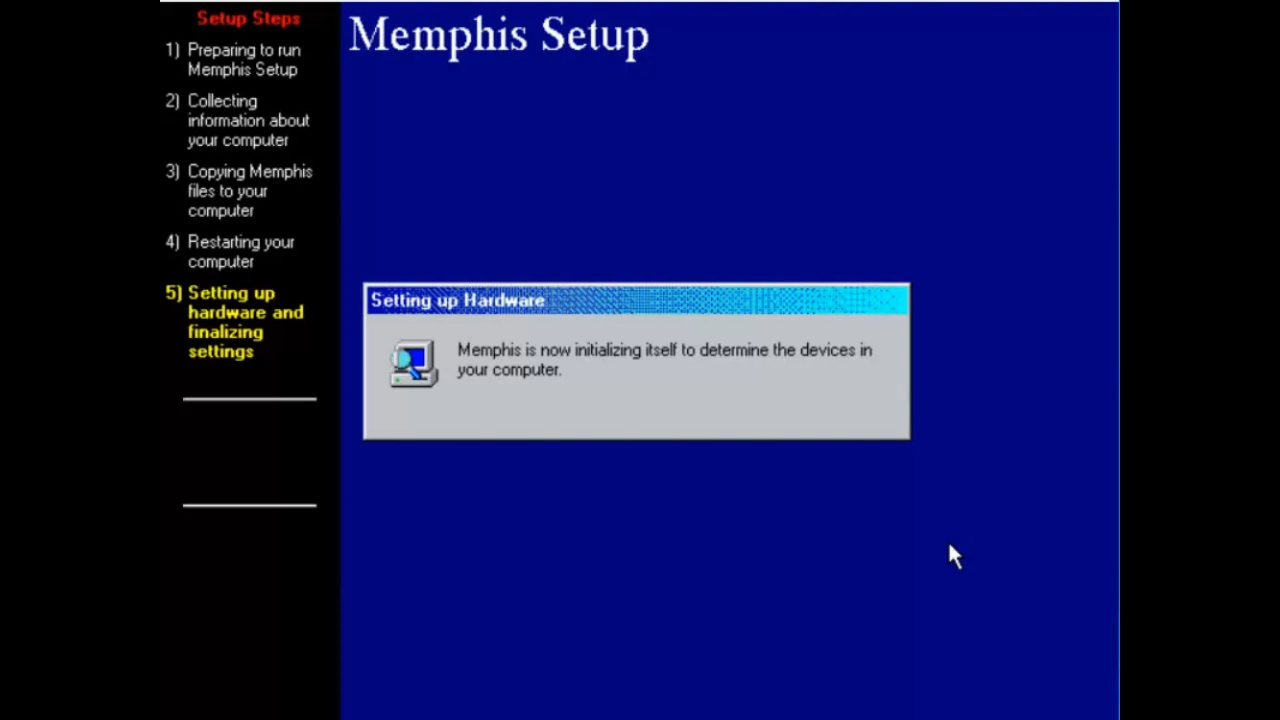 Setup Steps
1) Preparing to run
Memphis Setup
2) Collecting
information about
your computer
3) Copying Memphis
files to your
computer
4) Restarting your
computer
5) Setting up
hardware and
finalizing
settings
Memphis Setup
Setting up Hardware
Memphis is now initializing itself to determine the devices in
your computer.